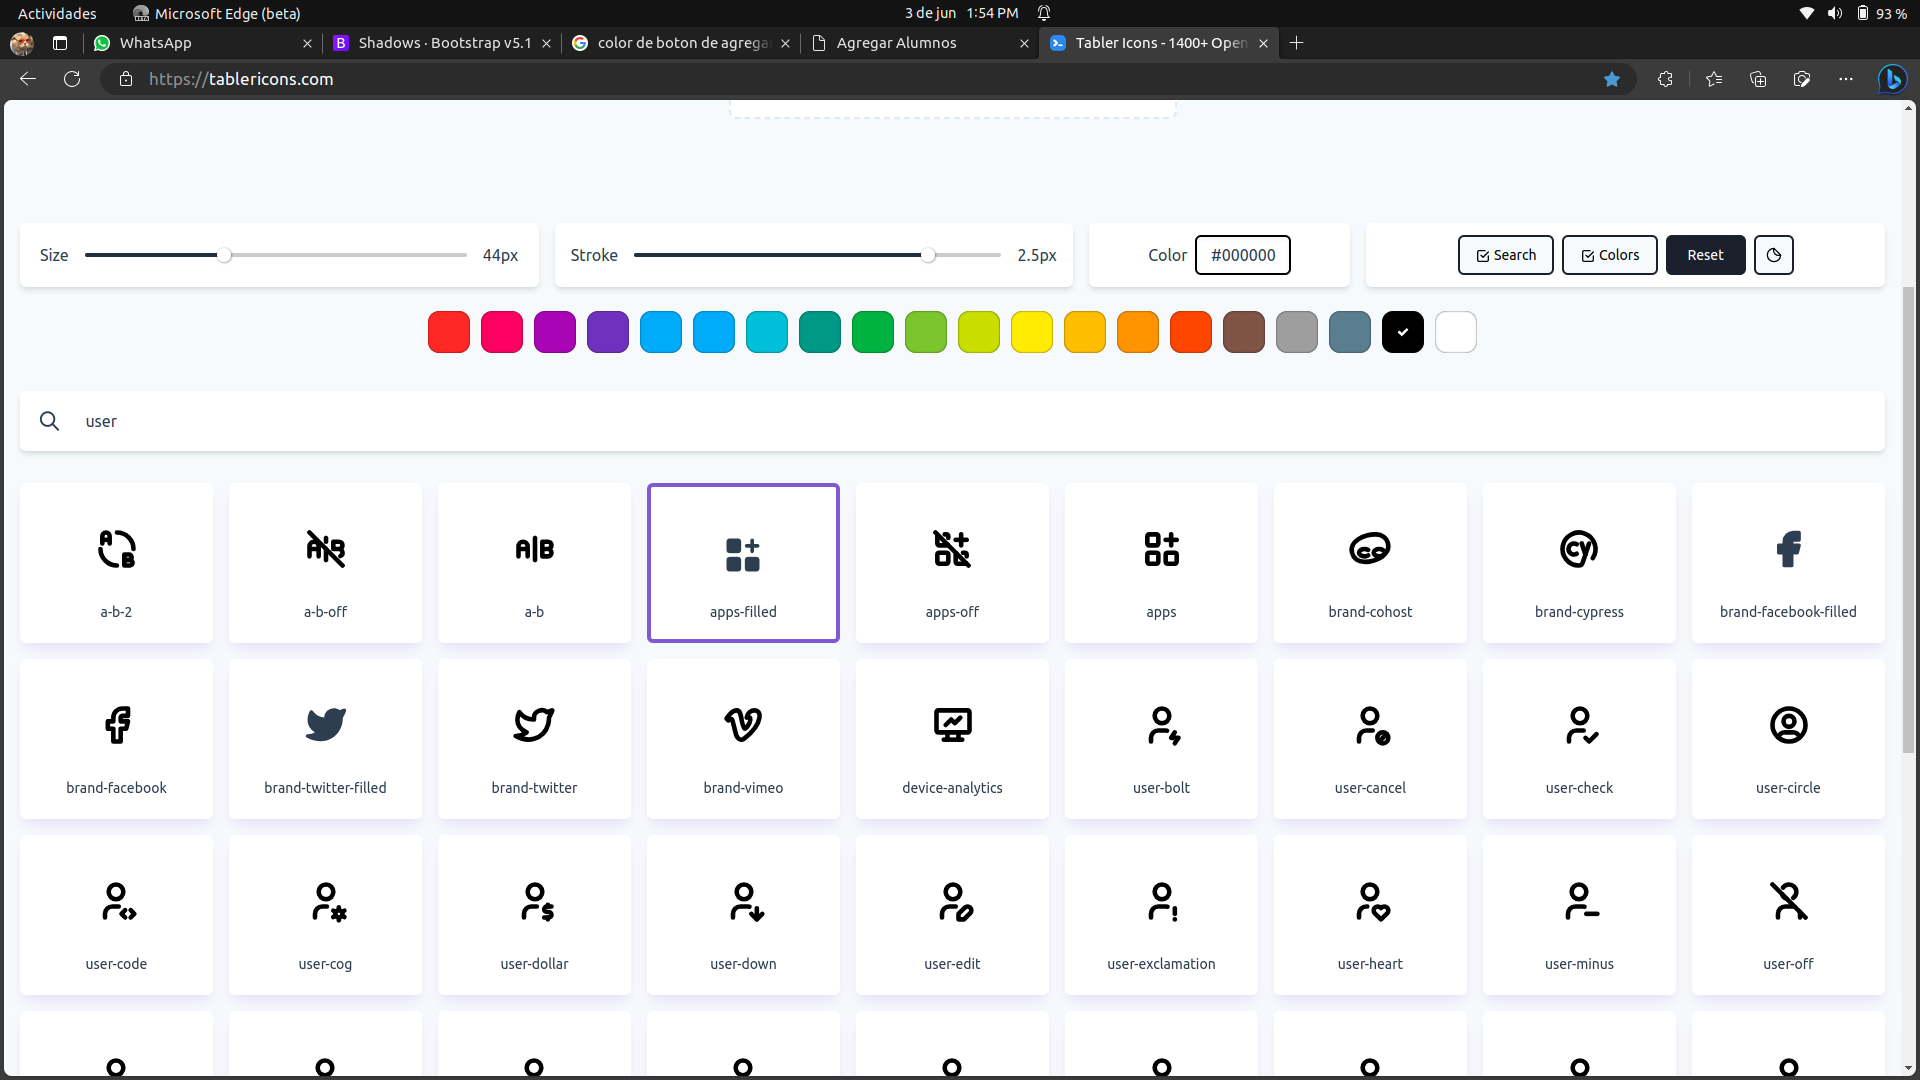 Actividades Microsoft Edge (beta) 3 de jun 1:54 PM 93 %
WhatsApp B Shadows · Bootstrap v5.1 color de boton de agrega Agregar Alumnos Tabler Icons - 1400+ Open
https://tablericons.com
Size 44px Stroke 2.5px Color #000000 Search Colors Reset
user
a-b-2 a-b-off a-b apps-filled apps-off apps brand-cohost brand-cypress brand-facebook-filled
brand-facebook brand-twitter-filled brand-twitter brand-vimeo device-analytics user-bolt user-cancel user-check user-circle
user-code user-cog user-dollar user-down user-edit user-exclamation user-heart user-minus user-off